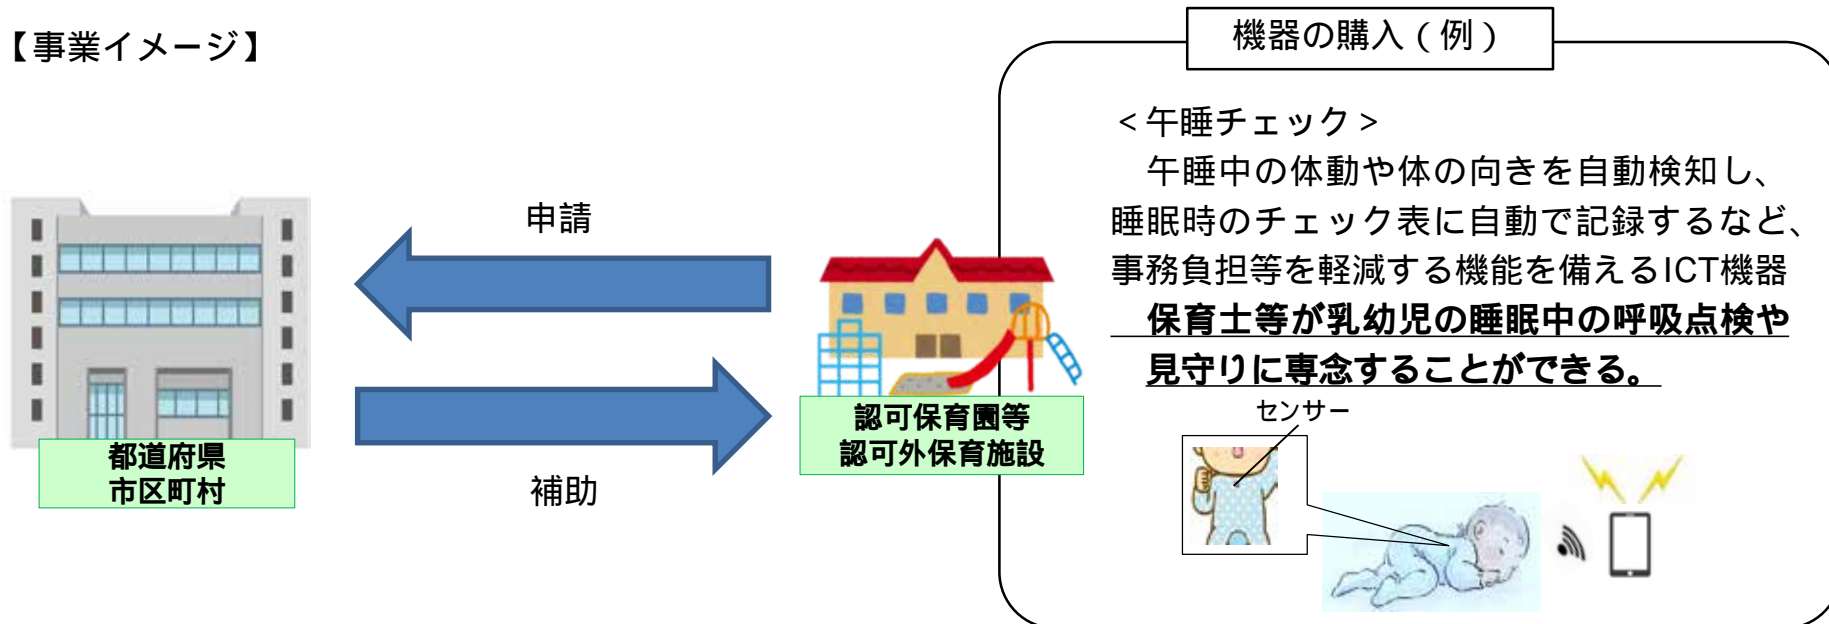 【事業イメージ】
機器の購入(例)
<午睡チェック>
午睡中の体動や体の向きを自動検知し、
睡眠時のチェック表に自動で記録するなど、
事務負担等を軽減する機能を備えるICT機器
保育士等が乳幼児の睡眠中の呼吸点検や
見守りに専念することができる。
センサー
申請
補助
都道府県
市区町村
認可保育園等
認可外保育施設